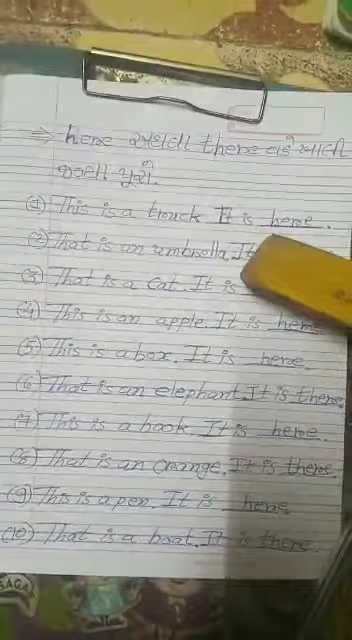 ⇒ here અથવા there વડે ખાલી
જગ્યા પૂરો.
(1) This is a truck It is here.
(2) That is an umbrella. It
(3) That is a cat. It is
(4) This is an apple. It is here
(5) This is a box. It is here.
(6) That is an elephant. It is there.
(7) This is a book. It is here.
(8) That is an orange. It is there.
(9) This is a pen. It is here
(10) That is a boat. It is there.
SAGA